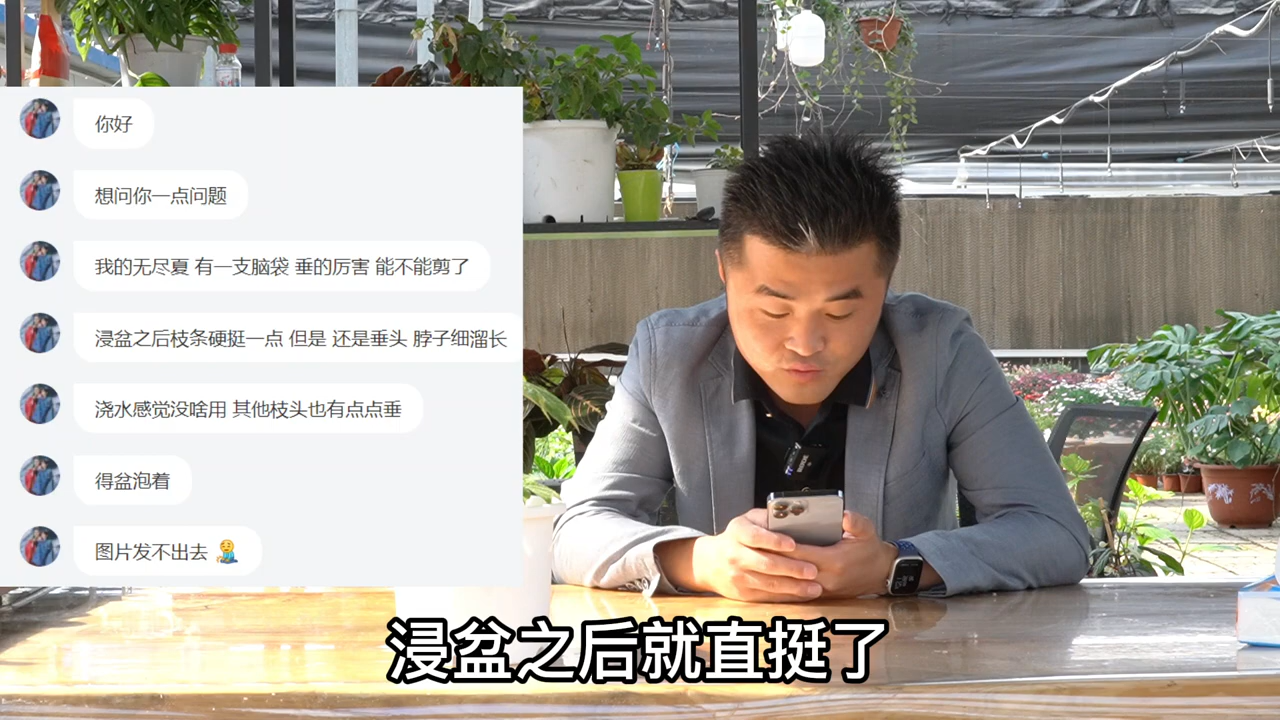 你好
想问你一点问题
我的无尽夏 有一支脑袋 垂的厉害 能不能剪了
浸盆之后枝条硬挺一点 但是 还是垂头 脖子细溜长
浇水感觉没啥用 其他枝头也有点点垂
得盆泡着
图片发不出去
浸盆之后就直挺了